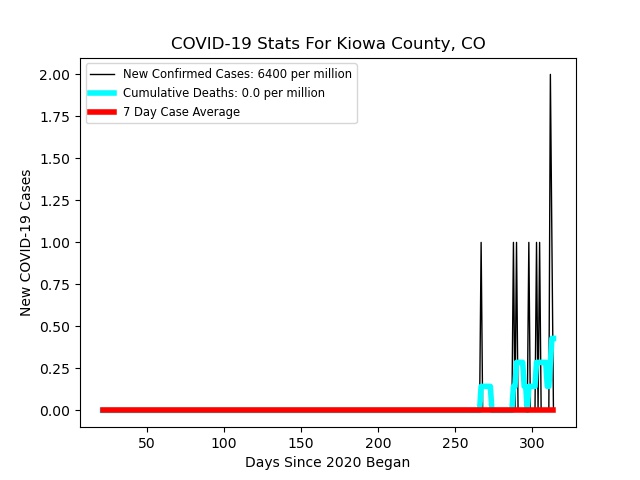 COVID-19 Stats For Kiowa County, CO
New Confirmed Cases: 6400 per million
Cumulative Deaths: 0.0 per million
7 Day Case Average
New COVID-19 Cases
2.00
1.75
1.50
1.25
1.00
0.75
0.50
0.25
0.00
50 100 150 200 250 300
Days Since 2020 Began